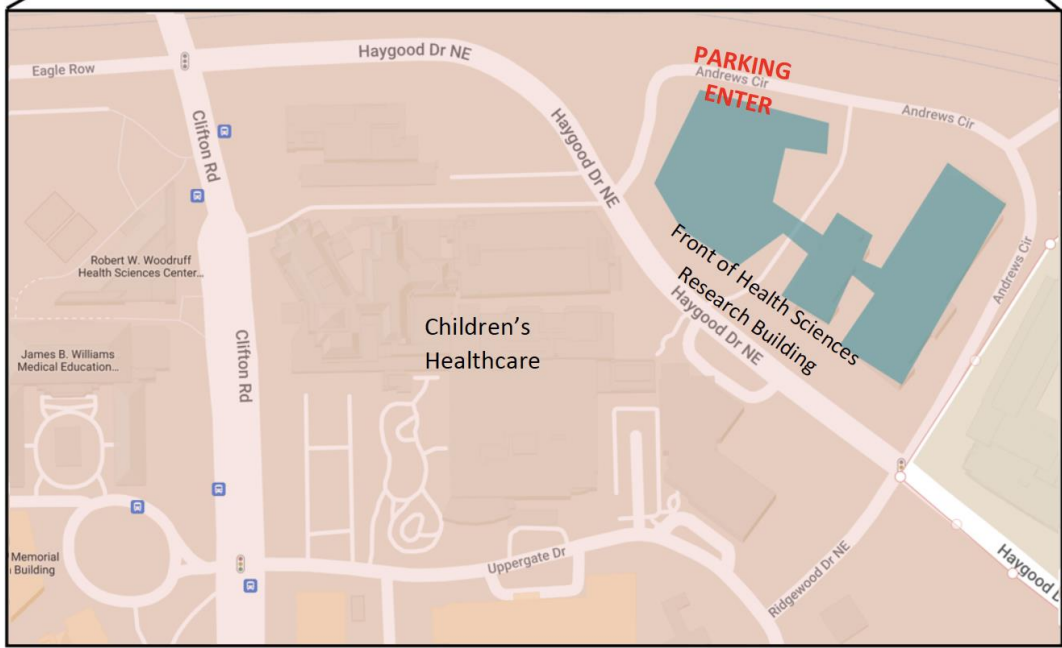 Haygood Dr NE
Eagle Row
PARKING
Andrews Cir
ENTER
Andrews Cir
Clifton Rd
Haygood Dr NE
Andrews Cir
Robert W. Woodruff
Health Sciences Center...
Front of Health Sciences
Research Building
Haygood Dr NE
Children's
Healthcare
James B. Williams
Medical Education...
Clifton Rd
Uppergate Dr
Memorial
Building
Ridgewood Dr NE
Haygood